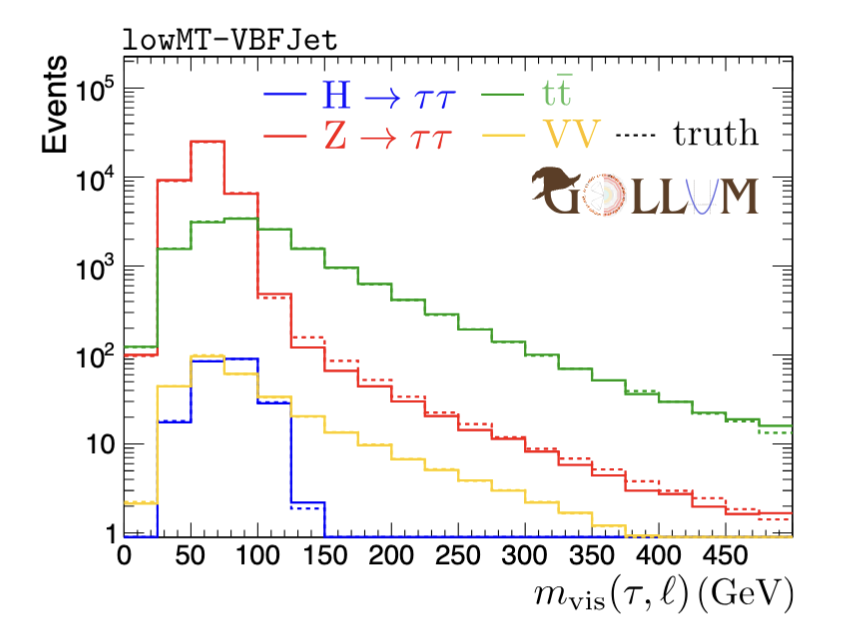 lowMT-VBFJet
Events
10⁵
10⁴
10³
10²
10
1
H → ττ
tt̄
Z → ττ
VV
truth
GOLLUM
0 50 100 150 200 250 300 350 400 450
m_vis(τ, ℓ) (GeV)